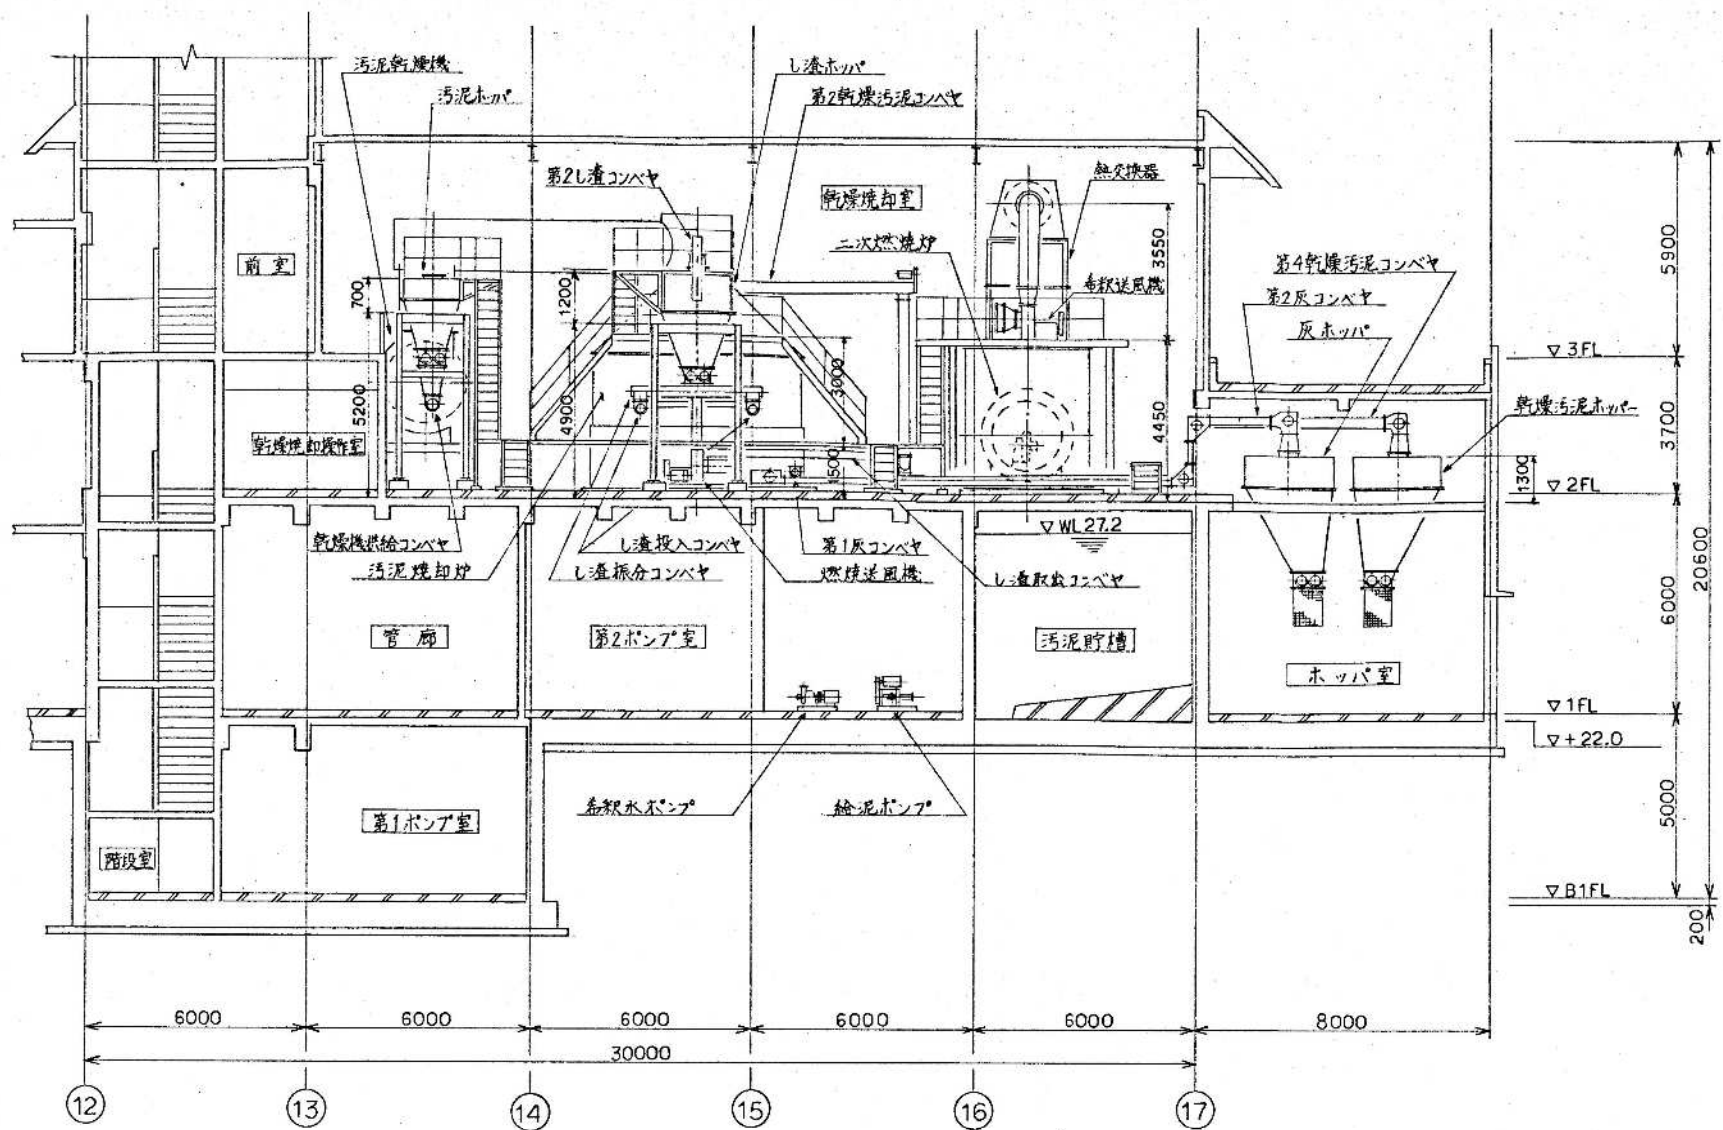 汚泥乾燥機
汚泥ホッパ
し渣ホッパ
第2乾燥汚泥コンベヤ
第2し渣コンベヤ
乾燥焼却室
熱交換器
二次燃焼炉
希釈送風機
前室
第4乾燥汚泥コンベヤ
第2灰コンベヤ
灰ホッパ
乾燥汚泥ホッパー
700
1200
3550
5900
▽3FL
5200
4900
3000
4450
3700
乾燥焼却操作室
1500
1300
▽2FL
▽WL27.2
乾燥機供給コンベヤ
し渣投入コンベヤ
第1灰コンベヤ
汚泥焼却炉
し渣振分コンベヤ
燃焼送風機
し渣取出コンベヤ
20600
6000
管廊
第2ポンプ室
汚泥貯槽
ホッパ室
▽1FL
▽+22.0
希釈水ポンプ
給泥ポンプ
5000
第1ポンプ室
階段室
▽B1FL
200
6000
6000
6000
6000
6000
8000
30000
12
13
14
15
16
17